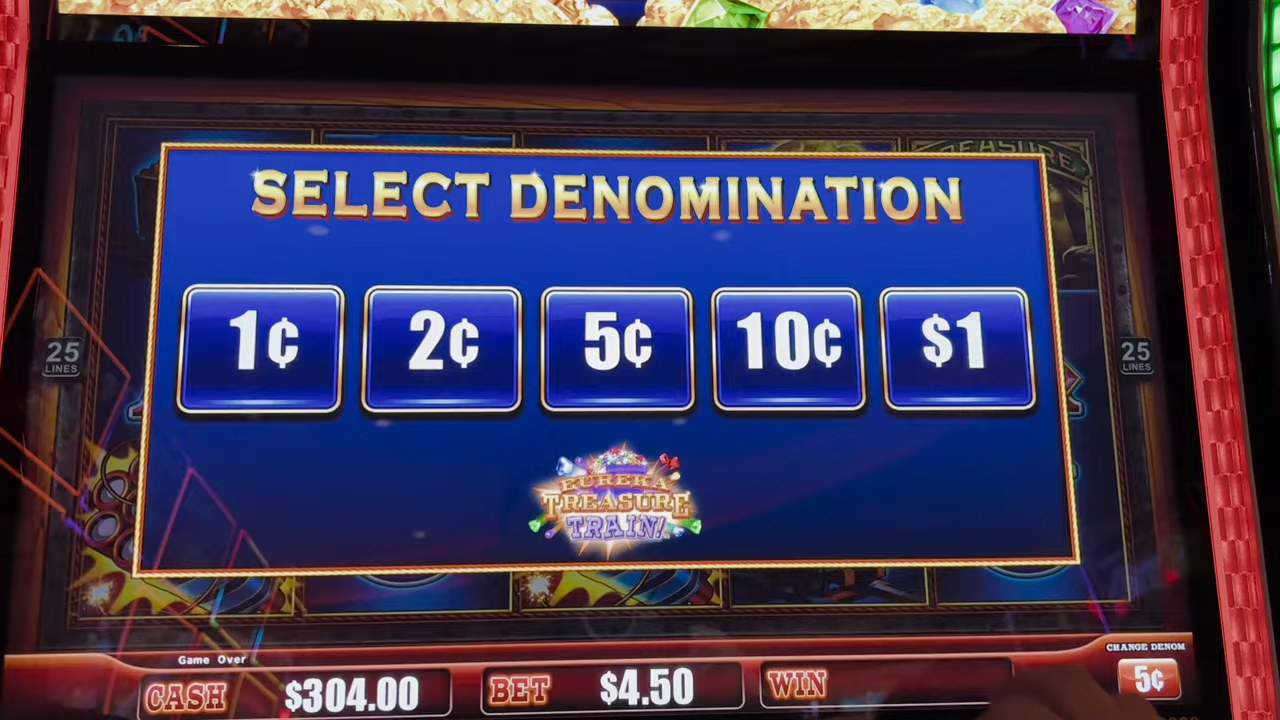 TREASURE
SELECT DENOMINATION
1¢ 2¢ 5¢ 10¢ $1
25
LINES
25
LINES
EUREKA
TREASURE
TRAIN!
Game Over
CHANGE DENOM
CASH $304.00 BET $4.50 WIN 5¢